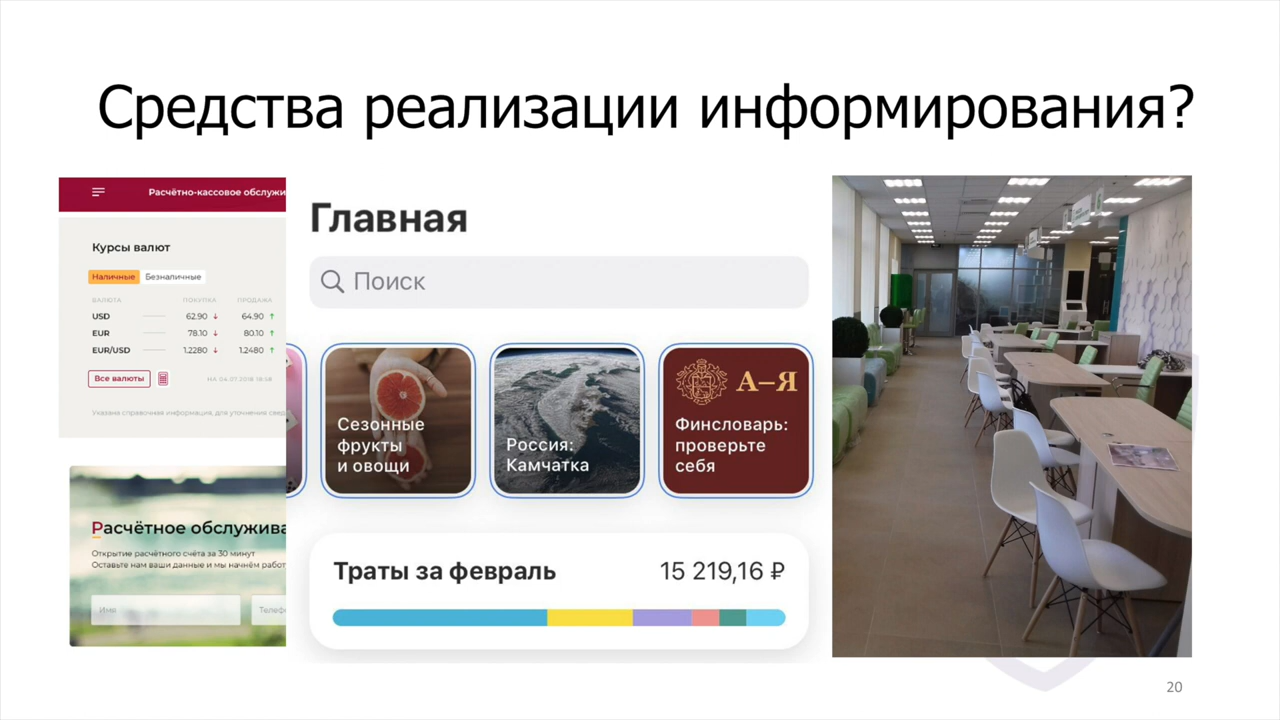 Средства реализации информирования?
Расчётно-кассовое обслужи
Курсы валют
Наличные Безналичные
ВАЛЮТА ПОКУПКА ПРОДАЖА
USD 62.90 ↓ 64.90 ↑
EUR 78.10 ↓ 80.10 ↑
EUR/USD 1.2280 ↓ 1.2480 ↑
Все валюты НА 04.07.2018 18:58
Указана справочная информация, для уточнения свед
Расчётное обслужива
Открытие расчётного счёта за 30 минут
Оставьте нам ваши данные и мы начнём работ
Имя Телеф
Главная
Поиск
Сезонные
фрукты
и овощи
Россия:
Камчатка
А–Я
Финсловарь:
проверьте
себя
Траты за февраль 15 219,16 ₽
20